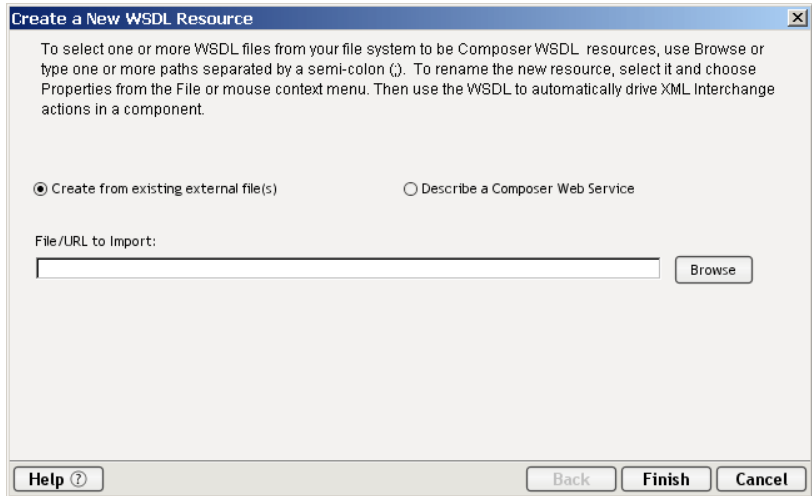 Create a New WSDL Resource
To select one or more WSDL files from your file system to be Composer WSDL resources, use Browse or
type one or more paths separated by a semi-colon (;). To rename the new resource, select it and choose
Properties from the File or mouse context menu. Then use the WSDL to automatically drive XML Interchange
actions in a component.
Create from existing external file(s) Describe a Composer Web Service
File/URL to Import:
Browse
Help ? Back Finish Cancel